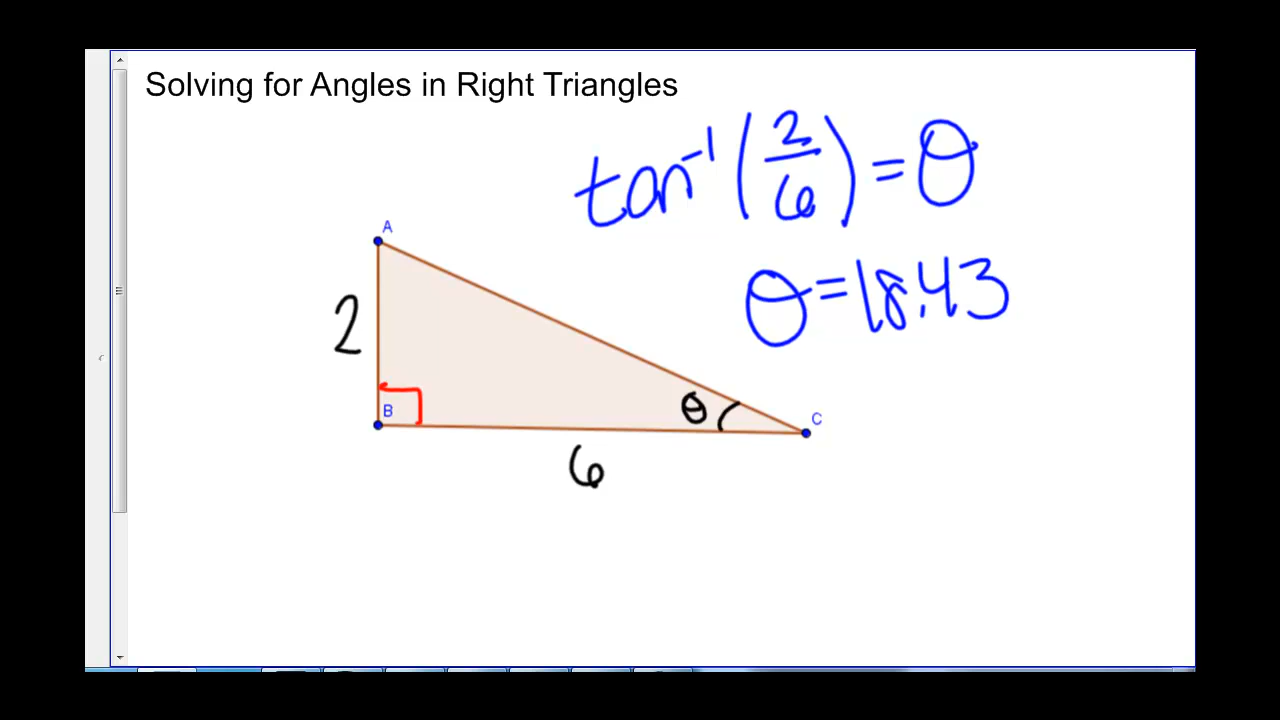 Solving for Angles in Right Triangles
tan⁻¹(2/6) = θ
θ = 18.43
A
2
B
θ
C
6